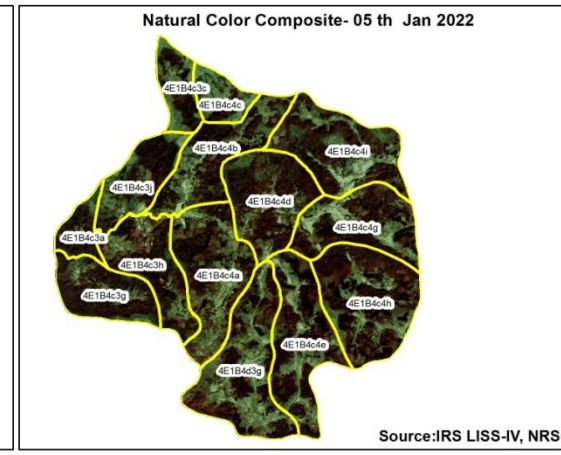 Natural Color Composite- 05 th Jan 2022
4E1B4c3c
4E1B4c4c
4E1B4c4b
4E1B4c4i
4E1B4c3j
4E1B4c4d
4E1B4c4g
4E1B4c3a
4E1B4c3h
4E1B4c4a
4E1B4c3g
4E1B4c4h
4E1B4c4e
4E1B4d3g
Source:IRS LISS-IV, NRS